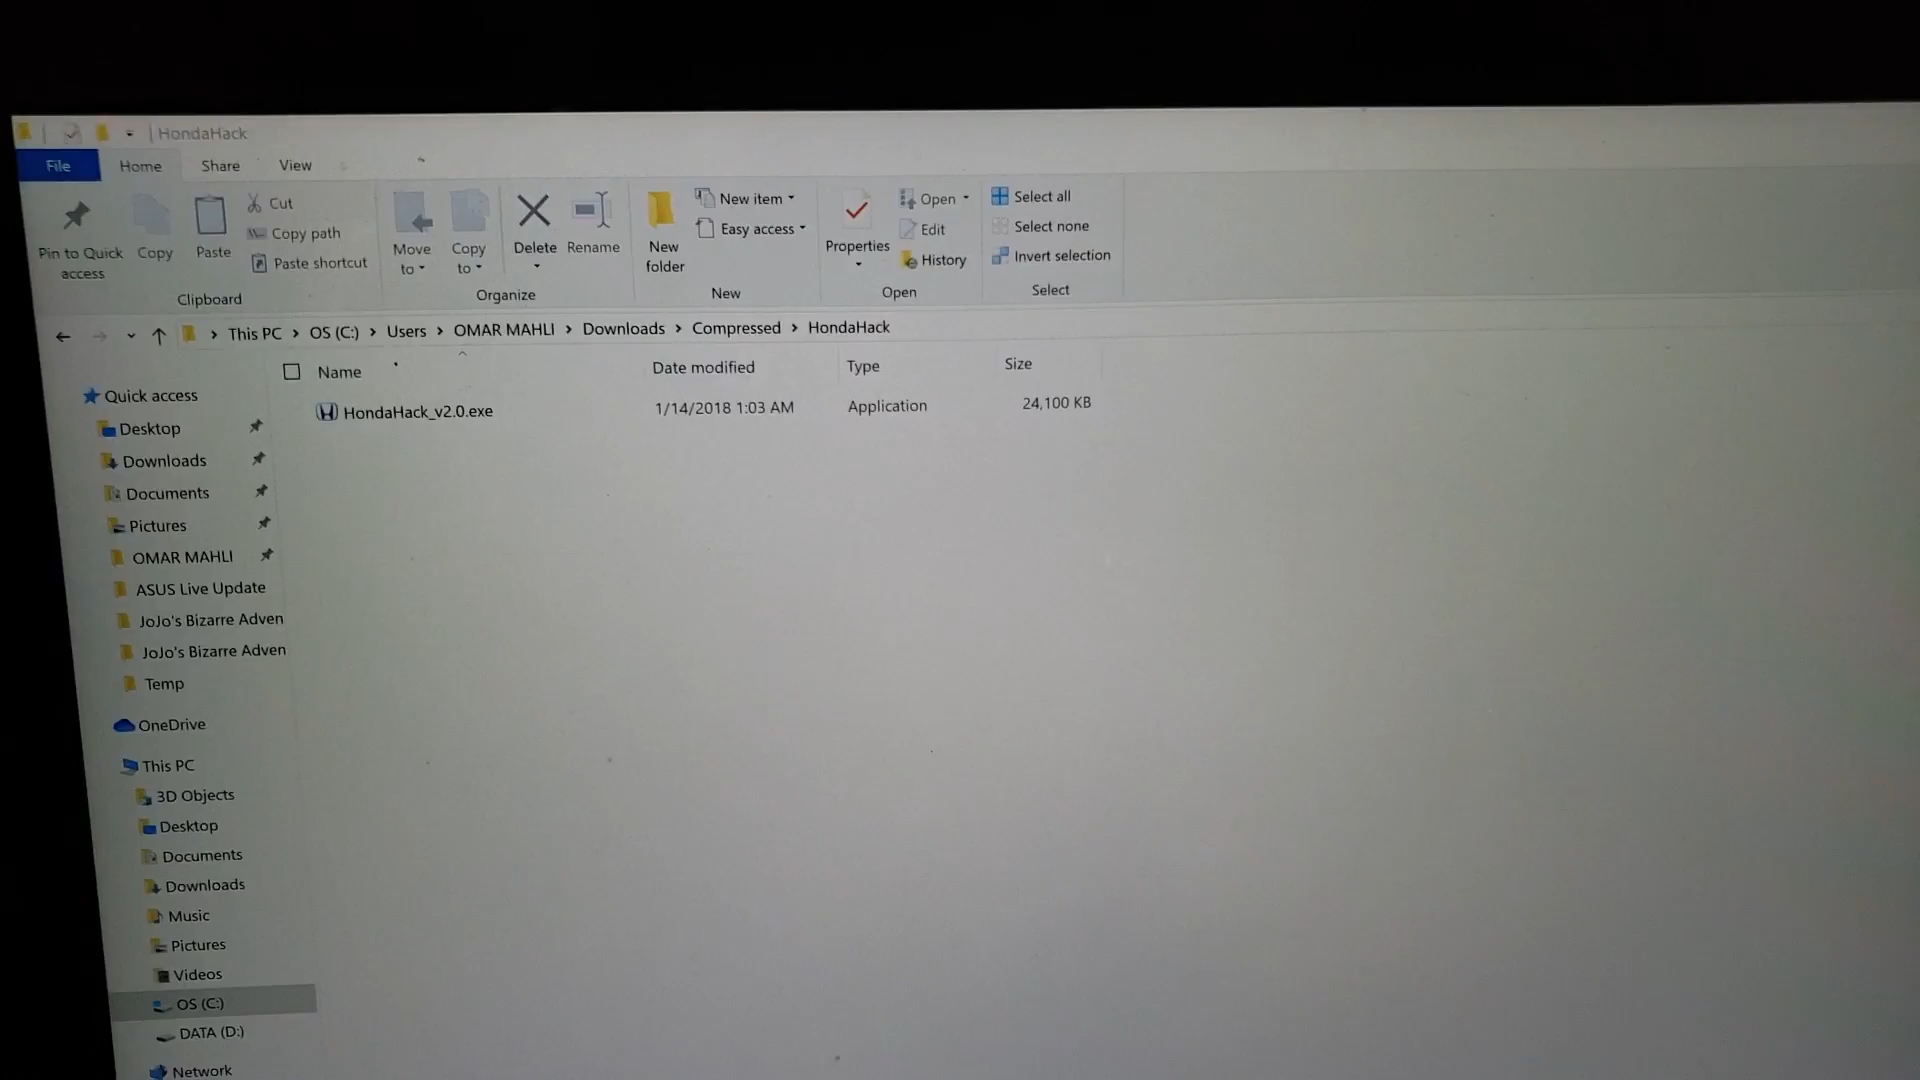 HondaHack
File Home Share View
Pin to Quick access
Copy
Paste
Cut
Copy path
Paste shortcut
Clipboard
Move to
Copy to
Delete
Rename
Organize
New folder
New item
Easy access
New
Properties
Open
Edit
History
Open
Select all
Select none
Invert selection
Select
This PC > OS (C:) > Users > OMAR MAHLI > Downloads > Compressed > HondaHack
Name Date modified Type Size
HondaHack_v2.0.exe 1/14/2018 1:03 AM Application 24,100 KB
Quick access
Desktop
Downloads
Documents
Pictures
OMAR MAHLI
ASUS Live Update
JoJo's Bizarre Adven
JoJo's Bizarre Adven
Temp
OneDrive
This PC
3D Objects
Desktop
Documents
Downloads
Music
Pictures
Videos
OS (C:)
DATA (D:)
Network